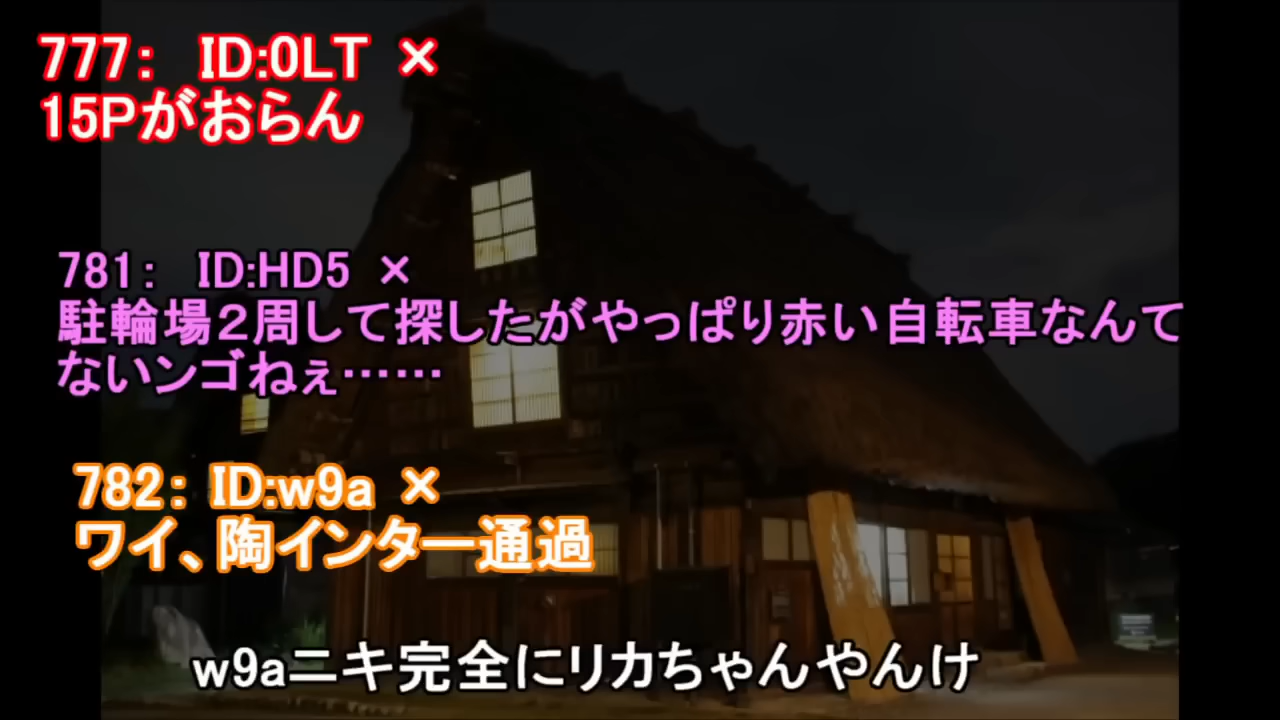 777： ID:0LT ×
15Pがおらん
781： ID:HD5 ×
駐輪場２周して探したがやっぱり赤い自転車なんて
ないンゴねぇ……
782： ID:w9a ×
ワイ、陶インター通過
w9aニキ完全にリカちゃんやんけ